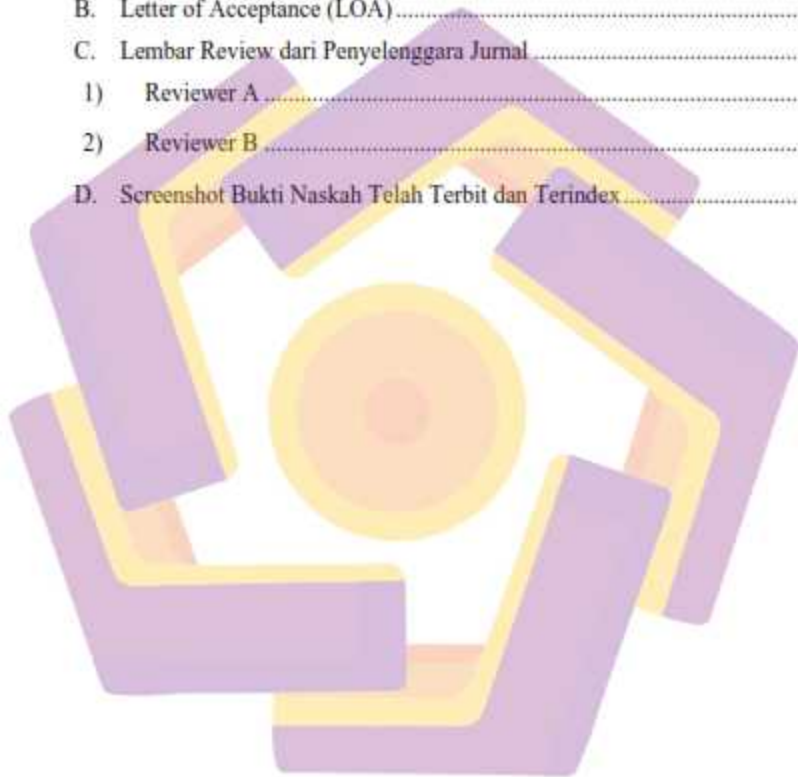 B. Letter of Acceptance (LOA)....................................................................
C. Lembar Review dari Penyelenggara Jurnal....................................................................
1) Reviewer A....................................................................
2) Reviewer B....................................................................
D. Screenshot Bukti Naskah Telah Terbit dan Terindex....................................................................